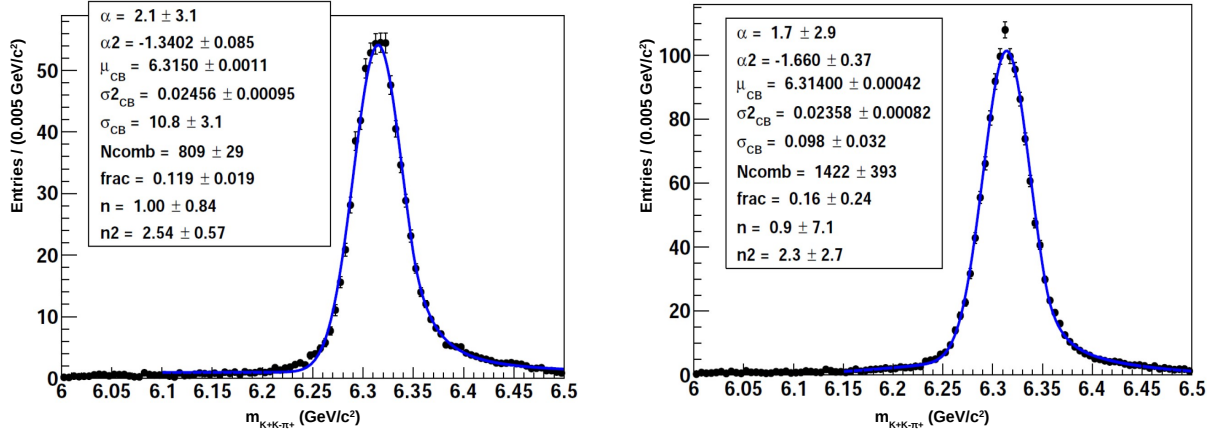 α = 2.1 ± 3.1
α2 = -1.3402 ± 0.085
μCB = 6.3150 ± 0.0011
σ2CB = 0.02456 ± 0.00095
σCB = 10.8 ± 3.1
Ncomb = 809 ± 29
frac = 0.119 ± 0.019
n = 1.00 ± 0.84
n2 = 2.54 ± 0.57
Entries / (0.005 GeV/c²)
50
40
30
20
10
0
6 6.05 6.1 6.15 6.2 6.25 6.3 6.35 6.4 6.45 6.5
mK+K-π+ (GeV/c²)
α = 1.7 ± 2.9
α2 = -1.660 ± 0.37
μCB = 6.31400 ± 0.00042
σ2CB = 0.02358 ± 0.00082
σCB = 0.098 ± 0.032
Ncomb = 1422 ± 393
frac = 0.16 ± 0.24
n = 0.9 ± 7.1
n2 = 2.3 ± 2.7
Entries / (0.005 GeV/c²)
100
80
60
40
20
0
6 6.05 6.1 6.15 6.2 6.25 6.3 6.35 6.4 6.45 6.5
mK+K-π+ (GeV/c²)